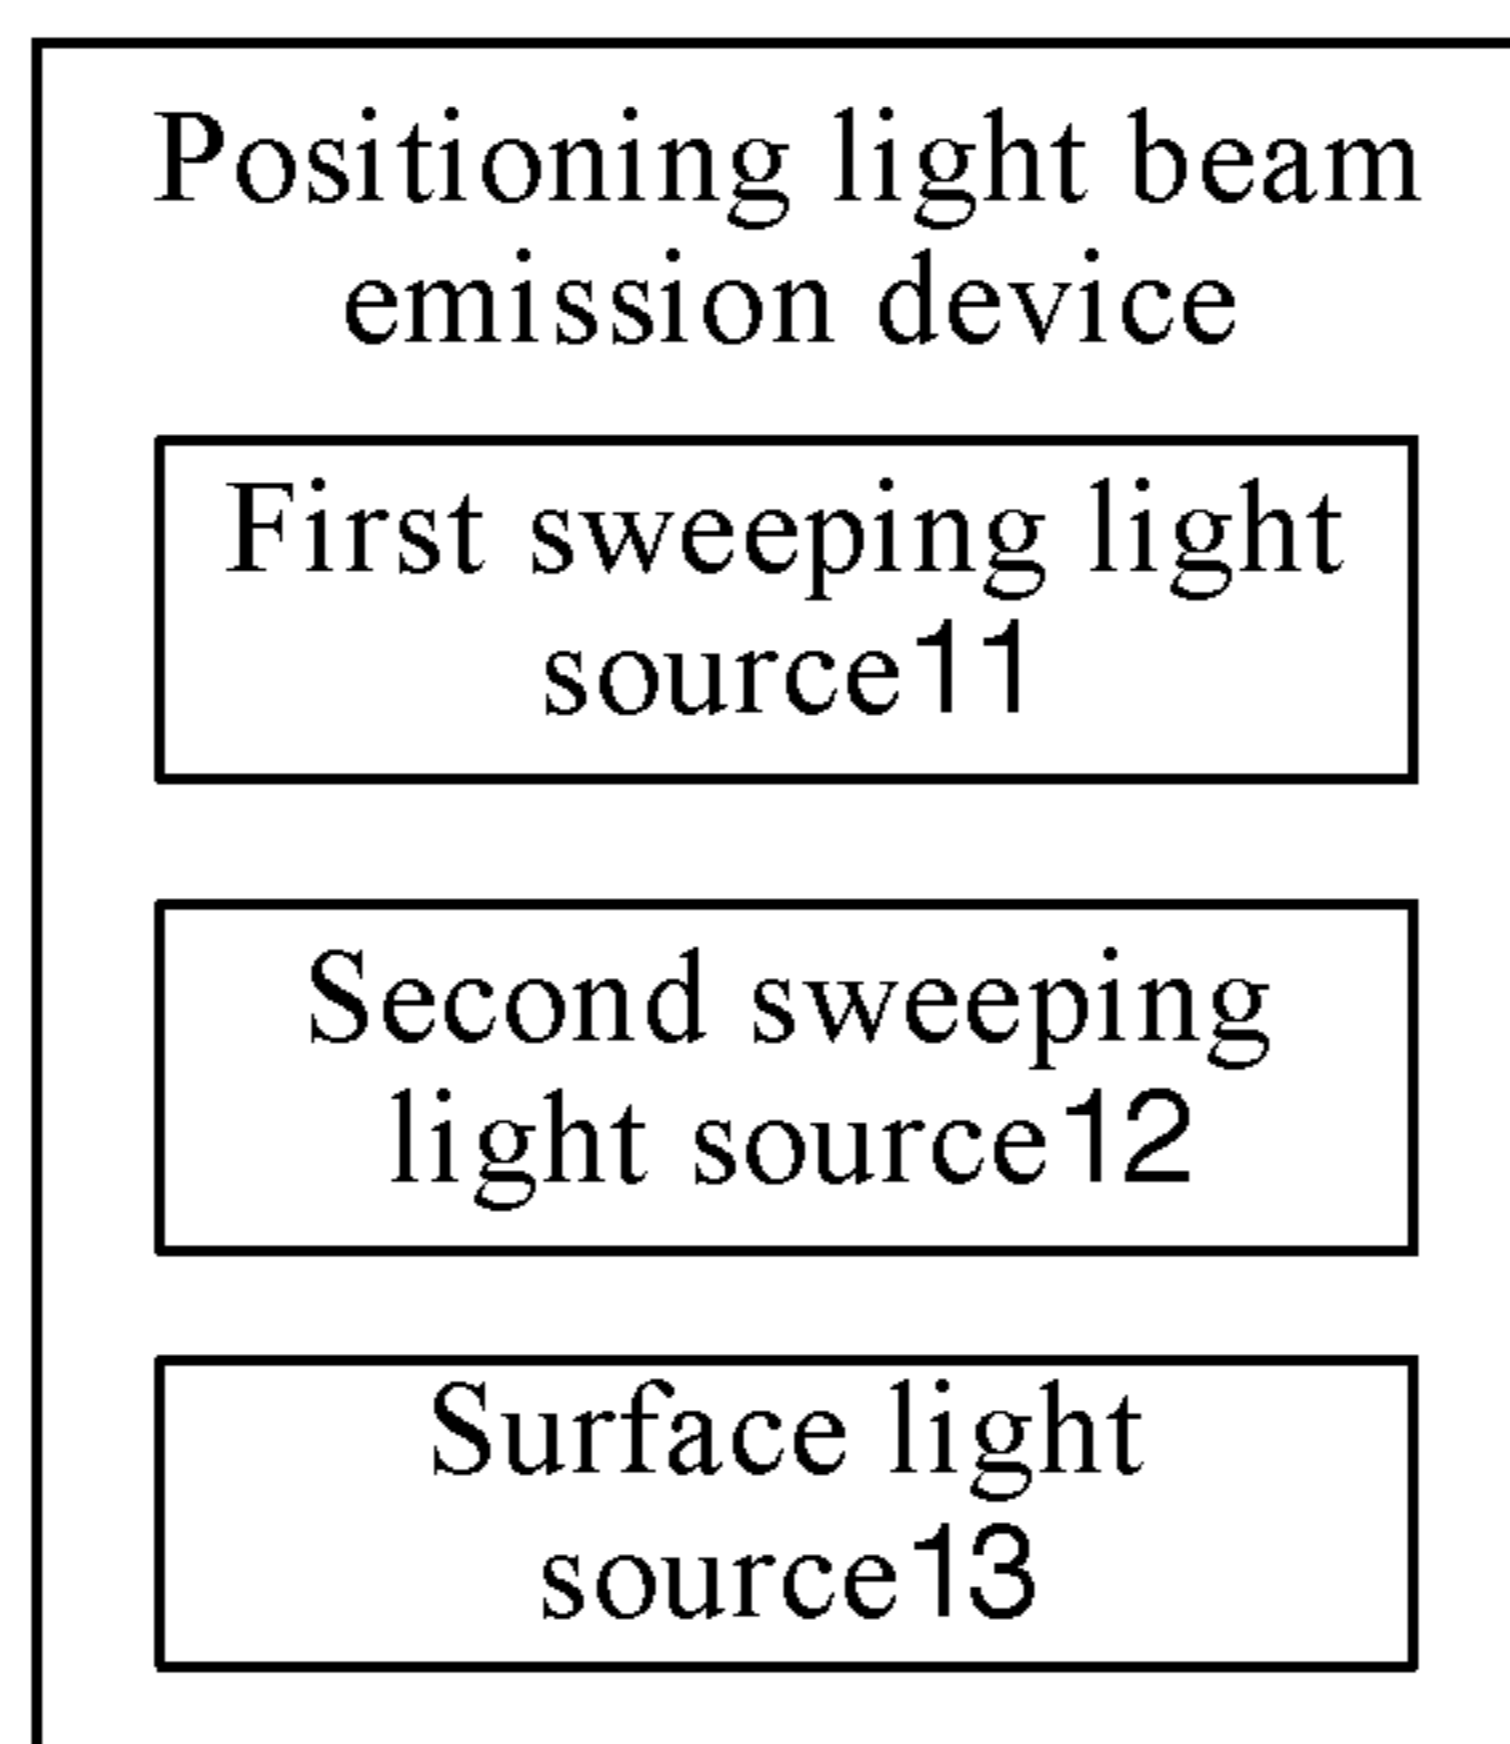 Positioning light beam
emission device
First sweeping light
source11
Second sweeping
light source12
Surface light
source13